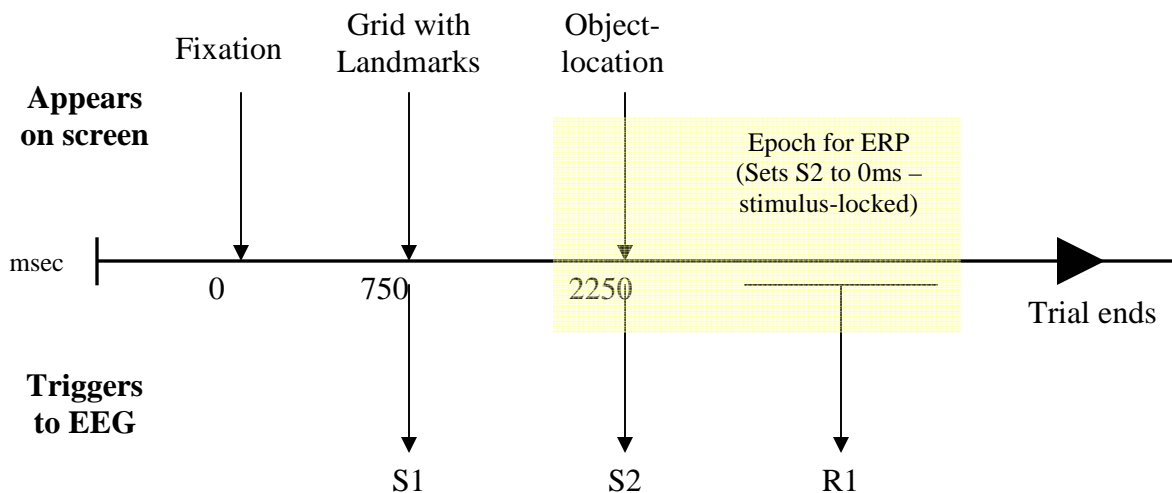 Fixation
Grid with
Landmarks
Object-
location
Appears
on screen
Epoch for ERP
(Sets S2 to 0ms –
stimulus-locked)
msec
0
750
2250
Trial ends
Triggers
to EEG
S1
S2
R1